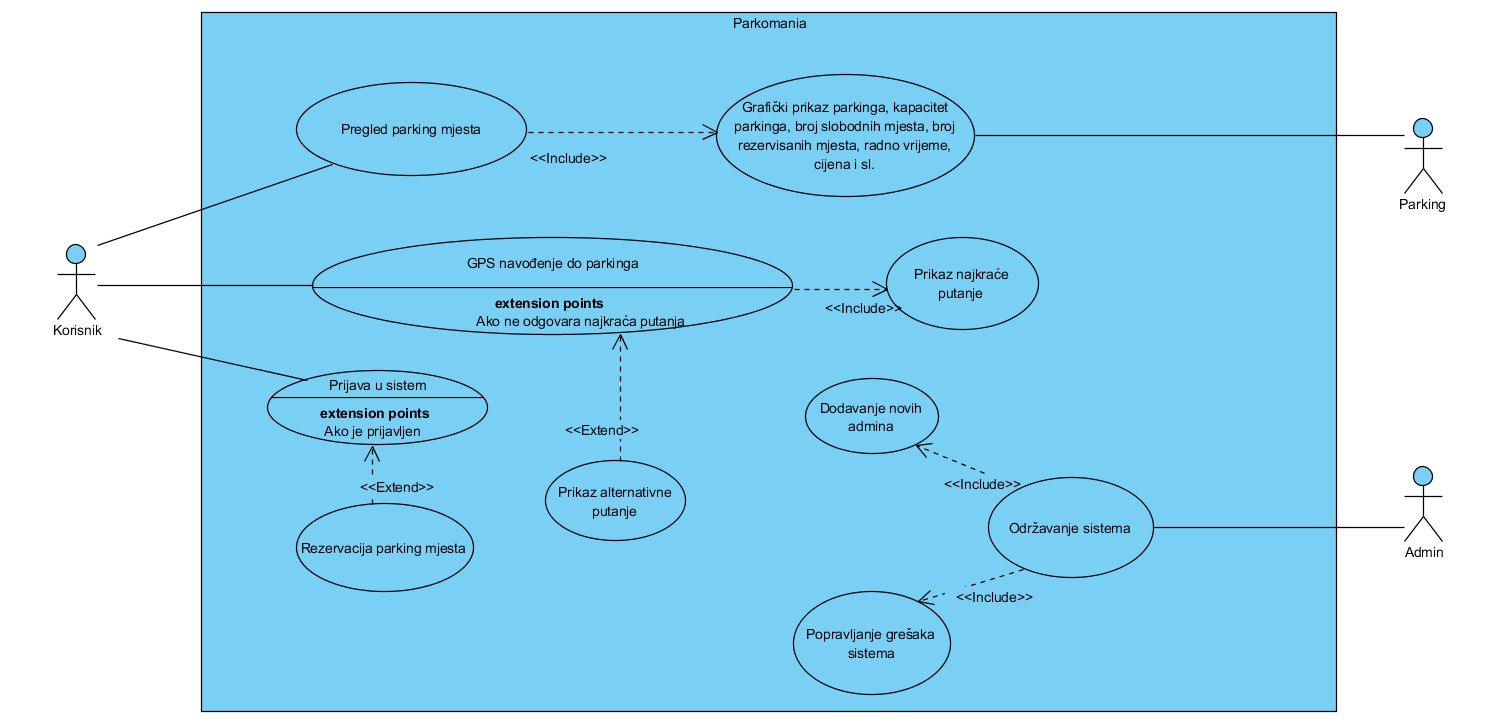 Parkomania
Pregled parking mjesta
<<Include>>
Grafički prikaz parkinga, kapacitet
parkinga, broj slobodnih mjesta, broj
rezervisanih mjesta, radno vrijeme,
cijena i sl.
Parking
Korisnik
GPS navođenje do parkinga
extension points
Ako ne odgovara najkraća putanja
<<Include>>
Prikaz najkraće
putanje
Prijava u sistem
extension points
Ako je prijavljen
<<Extend>>
Rezervacija parking mjesta
<<Extend>>
Prikaz alternativne
putanje
Dodavanje novih
admina
<<Include>>
Održavanje sistema
Admin
<<Include>>
Popravljanje grešaka
sistema